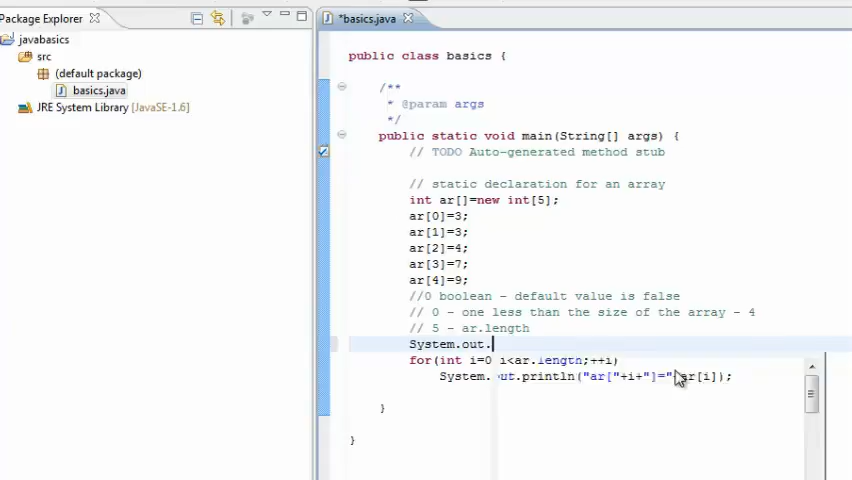 Package Explorer
*basics.java
javabasics
src
(default package)
basics.java
JRE System Library [JavaSE-1.6]
public class basics {
/**
* @param args
*/
public static void main(String[] args) {
// TODO Auto-generated method stub
// static declaration for an array
int ar[]=new int[5];
ar[0]=3;
ar[1]=3;
ar[2]=4;
ar[3]=7;
ar[4]=9;
//0 boolean - default value is false
// 0 - one less than the size of the array - 4
// 5 - ar.length
System.out.
for(int i=0 i<ar.length;++i)
System. ut.println("ar["+i+"]=" ar[i]);
}
}